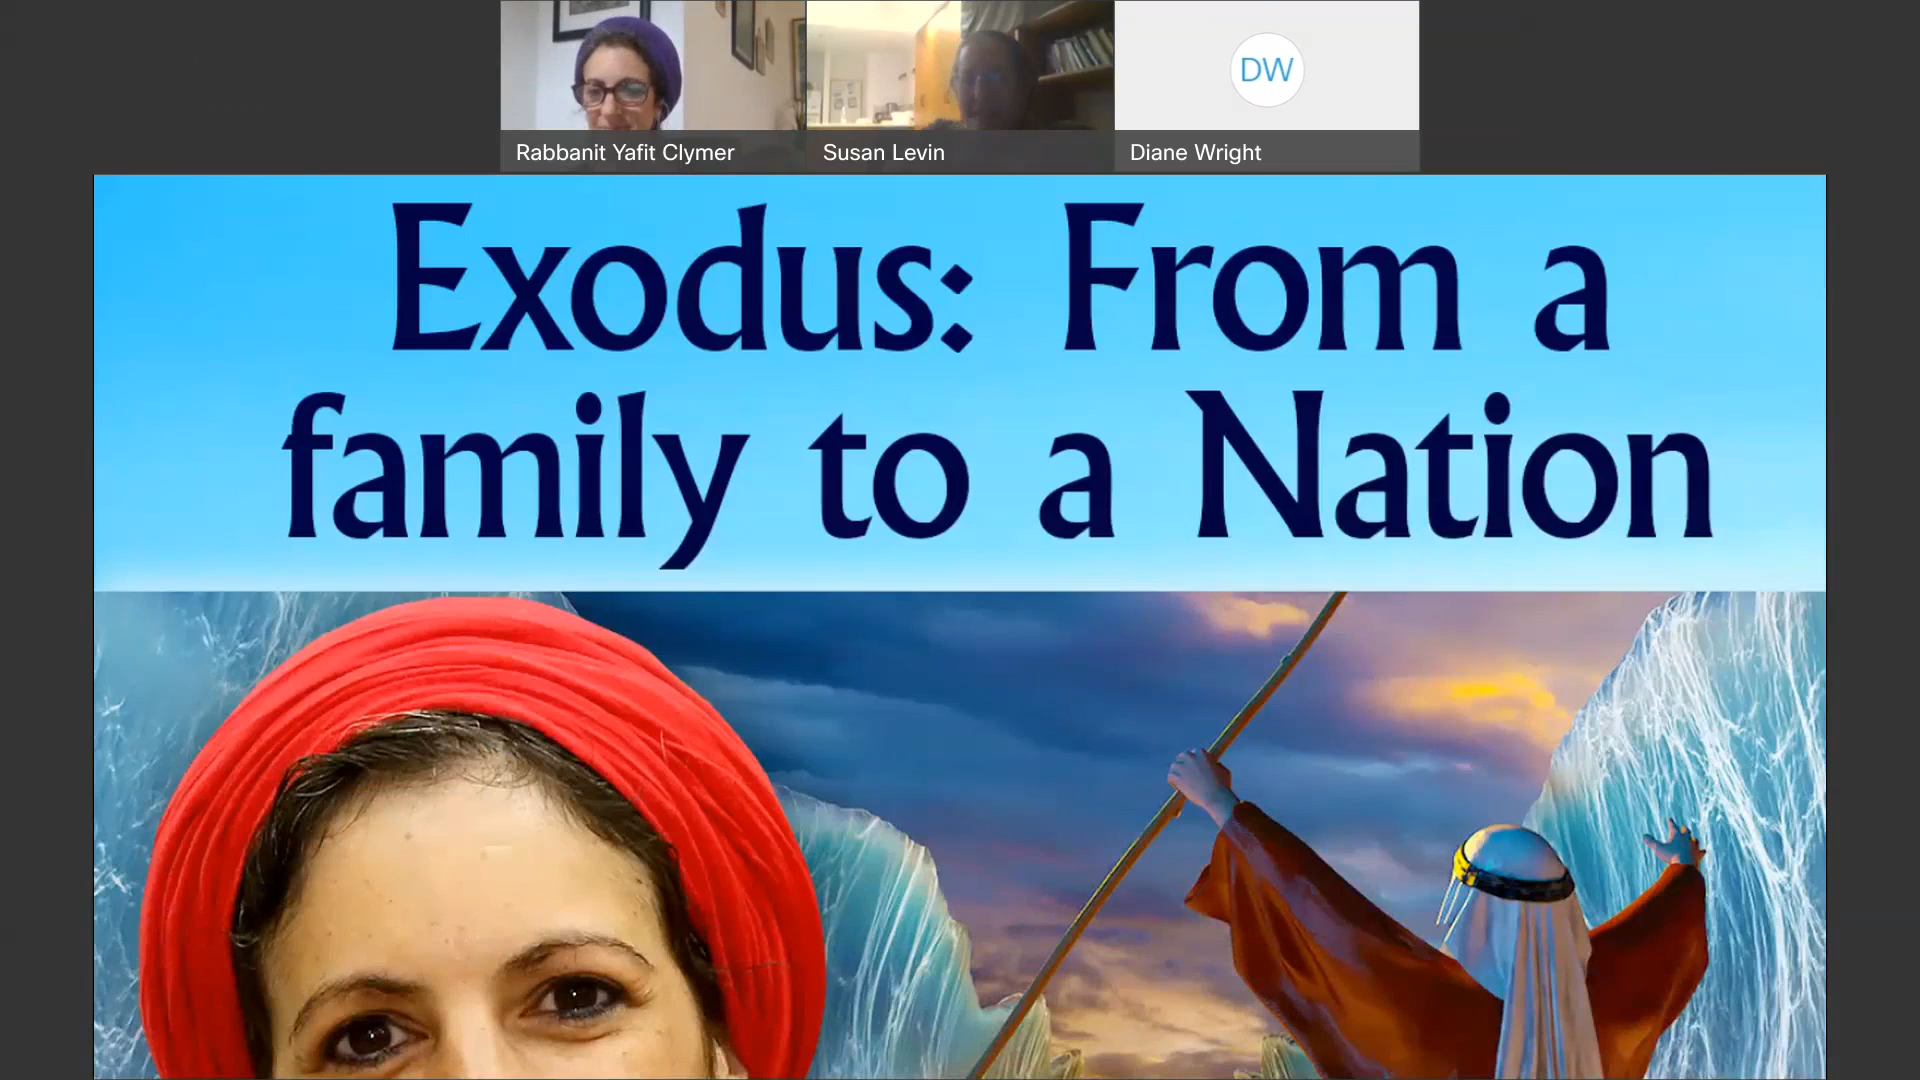 DW
Rabbanit Yafit Clymer
Susan Levin
Diane Wright
Exodus: From a
family to a Nation